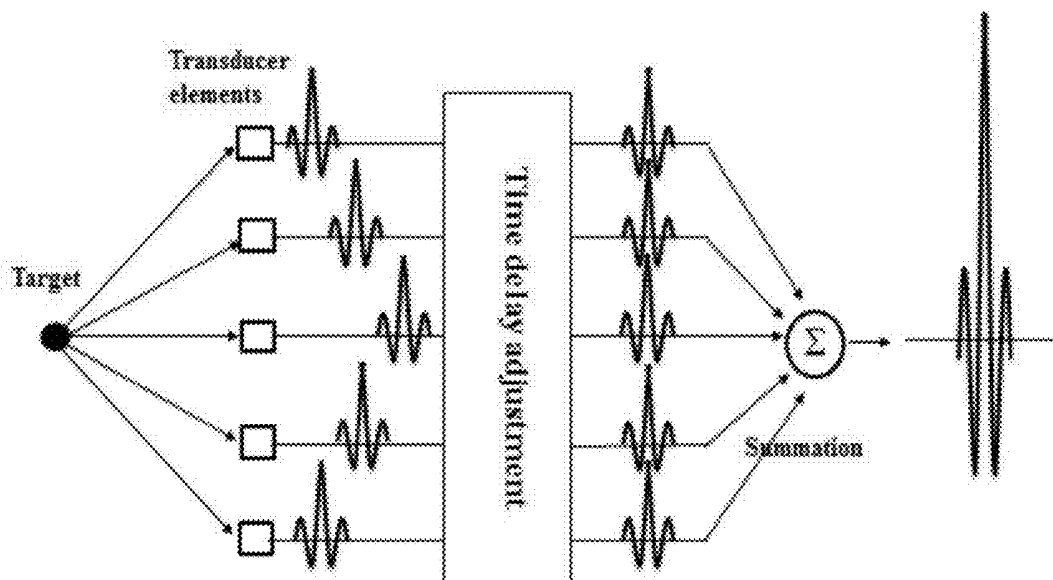 Transducer
elements
Target
Time delay adjustment
Σ
Summation